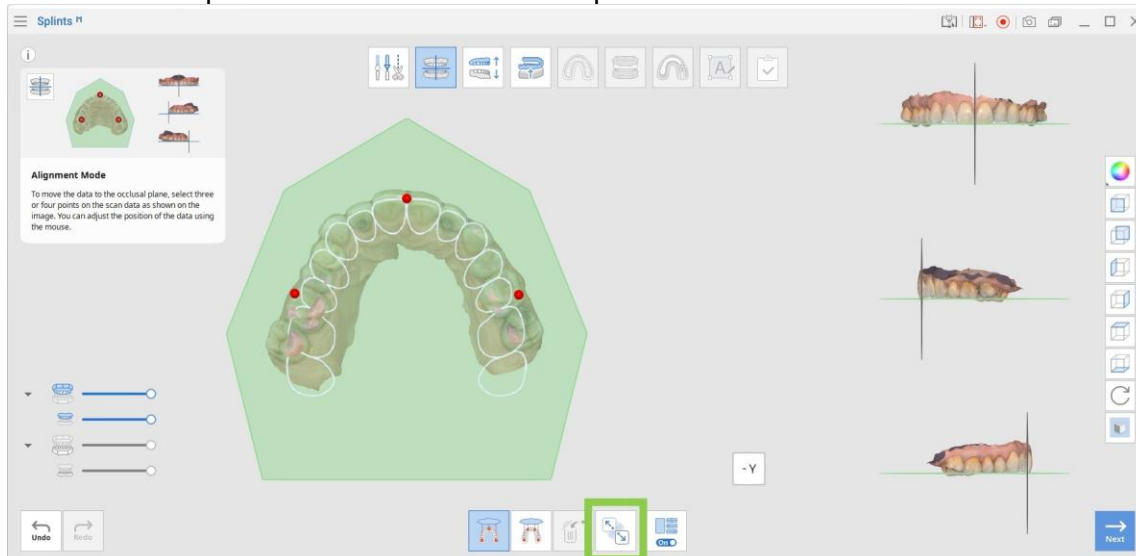 Splints
i
Alignment Mode
To move the data to the occlusal plane, select three
or four points on the scan data as shown on the
image. You can adjust the position of the data using
the mouse.
A
- Y
Undo
Redo
On
Next